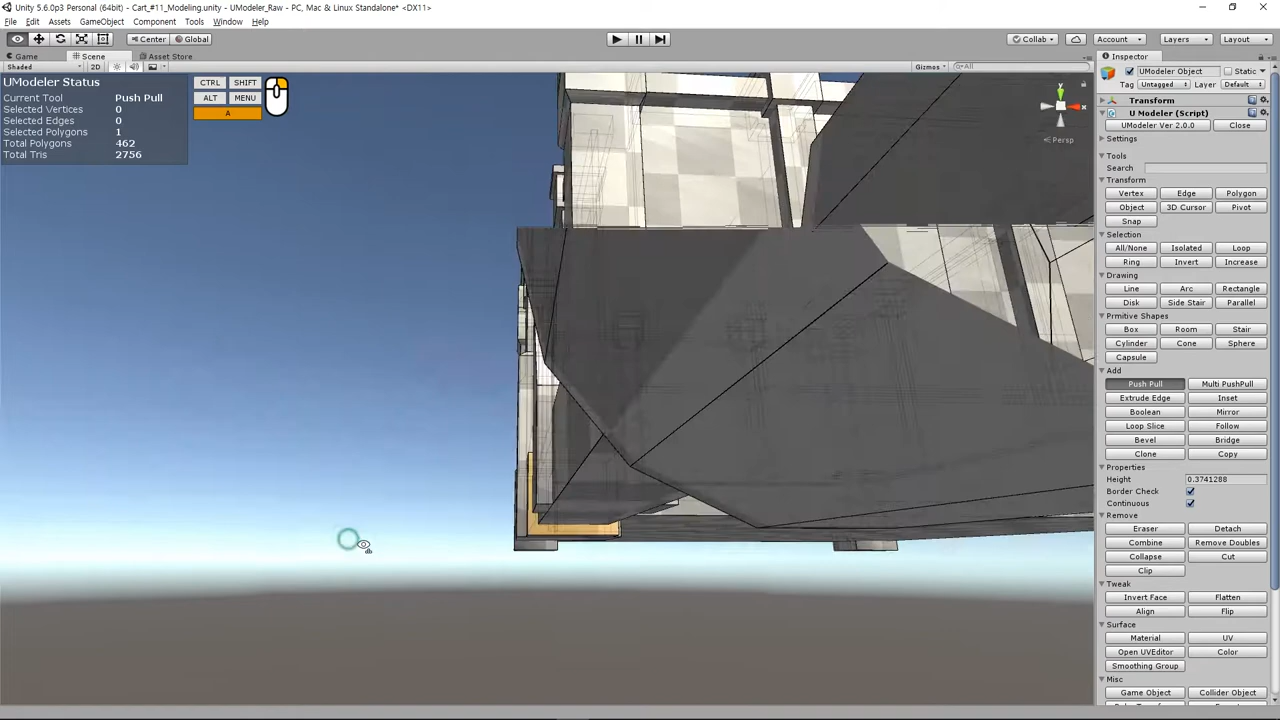 Unity 5.6.0p3 Personal (64bit) - Cart_#11_Modeling.unity - UModeler_Raw - PC, Mac & Linux Standalone* <DX11>
File Edit Assets GameObject Component Tools Window Help
Center Global Collab Account Layers Layout
Game Scene Asset Store Inspector
Shaded 2D Gizmos All
UModeler Status
Current Tool Push Pull
Selected Vertices 0
Selected Edges 0
Selected Polygons 1
Total Polygons 462
Total Tris 2756
CTRL SHIFT
ALT MENU
A
Persp
UModeler Object Static
Tag Untagged Layer Default
Transform
U Modeler (Script)
UModeler Ver 2.0.0 Close
Settings
Tools
Search
Transform
Vertex Edge Polygon
Object 3D Cursor Pivot
Snap
Selection
All/None Isolated Loop
Ring Invert Increase
Drawing
Line Arc Rectangle
Disk Side Stair Parallel
Prmitive Shapes
Box Room Stair
Cylinder Cone Sphere
Capsule
Add
Push Pull Multi PushPull
Extrude Edge Inset
Boolean Mirror
Loop Slice Follow
Bevel Bridge
Clone Copy
Properties
Height 0.3741288
Border Check
Continuous
Remove
Eraser Detach
Combine Remove Doubles
Collapse Cut
Clip
Tweak
Invert Face Flatten
Align Flip
Surface
Material UV
Open UVEditor Color
Smoothing Group
Misc
Game Object Collider Object